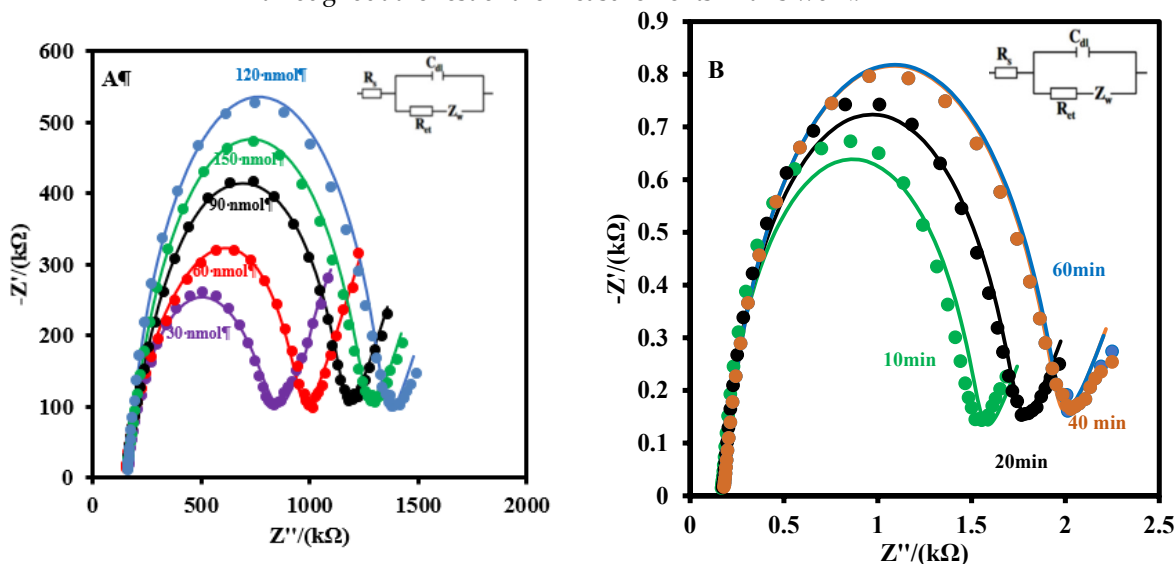 600
500
400
300
200
100
0
-Z'/(kΩ)
A¶
120·nmol¶
150·nmol¶
90·nmol¶
60·nmol¶
30·nmol¶
Rs
Cdl
Ret
Zw
0 500 1000 1500 2000
Z''/(kΩ)
0.9
0.8
0.7
0.6
0.5
0.4
0.3
0.2
0.1
0
-Z'/(kΩ)
B
Rs
Cdl
Ret
Zw
60min
10min
40 min
20min
0 0.5 1 1.5 2 2.5
Z''/(kΩ)